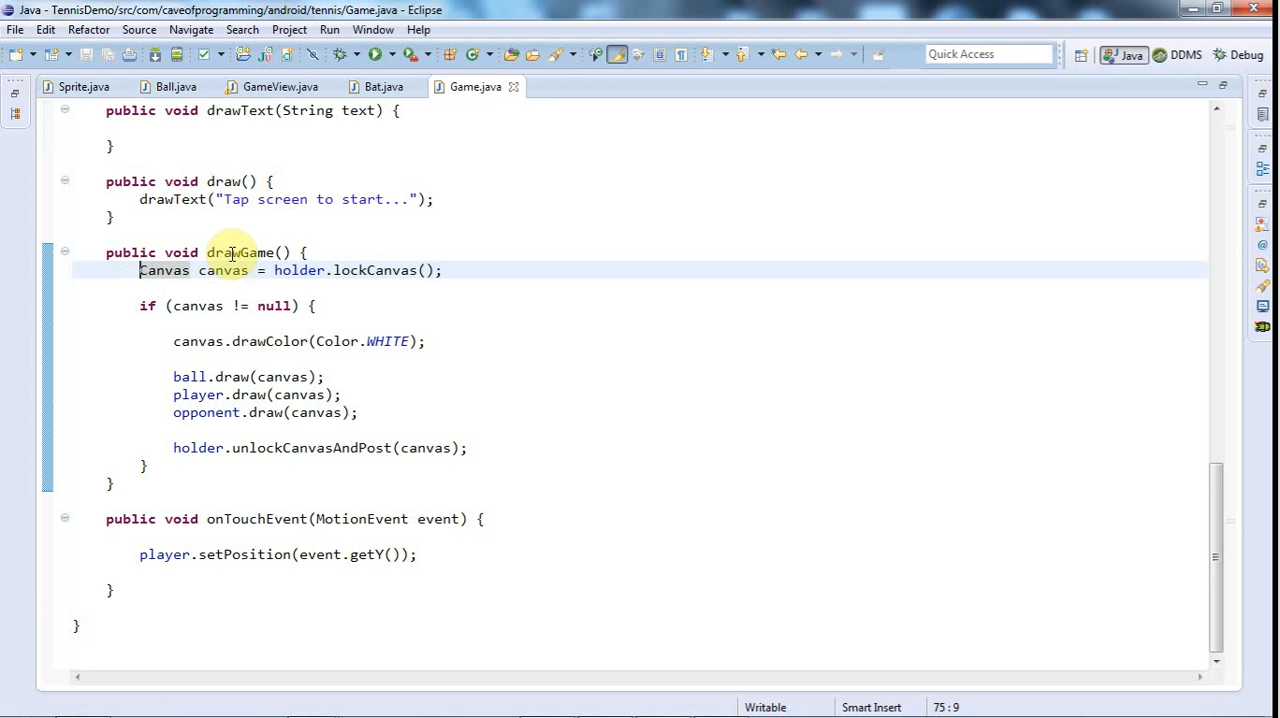 Java - TennisDemo/src/com/caveofprogramming/android/tennis/Game.java - Eclipse
File Edit Refactor Source Navigate Search Project Run Window Help
Quick Access Java DDMS Debug
Sprite.java Ball.java GameView.java Bat.java Game.java
public void drawText(String text) {
}
public void draw() {
drawText("Tap screen to start...");
}
public void drawGame() {
Canvas canvas = holder.lockCanvas();
if (canvas != null) {
canvas.drawColor(Color.WHITE);
ball.draw(canvas);
player.draw(canvas);
opponent.draw(canvas);
holder.unlockCanvasAndPost(canvas);
}
}
public void onTouchEvent(MotionEvent event) {
player.setPosition(event.getY());
}
}
Writable Smart Insert 75 : 9